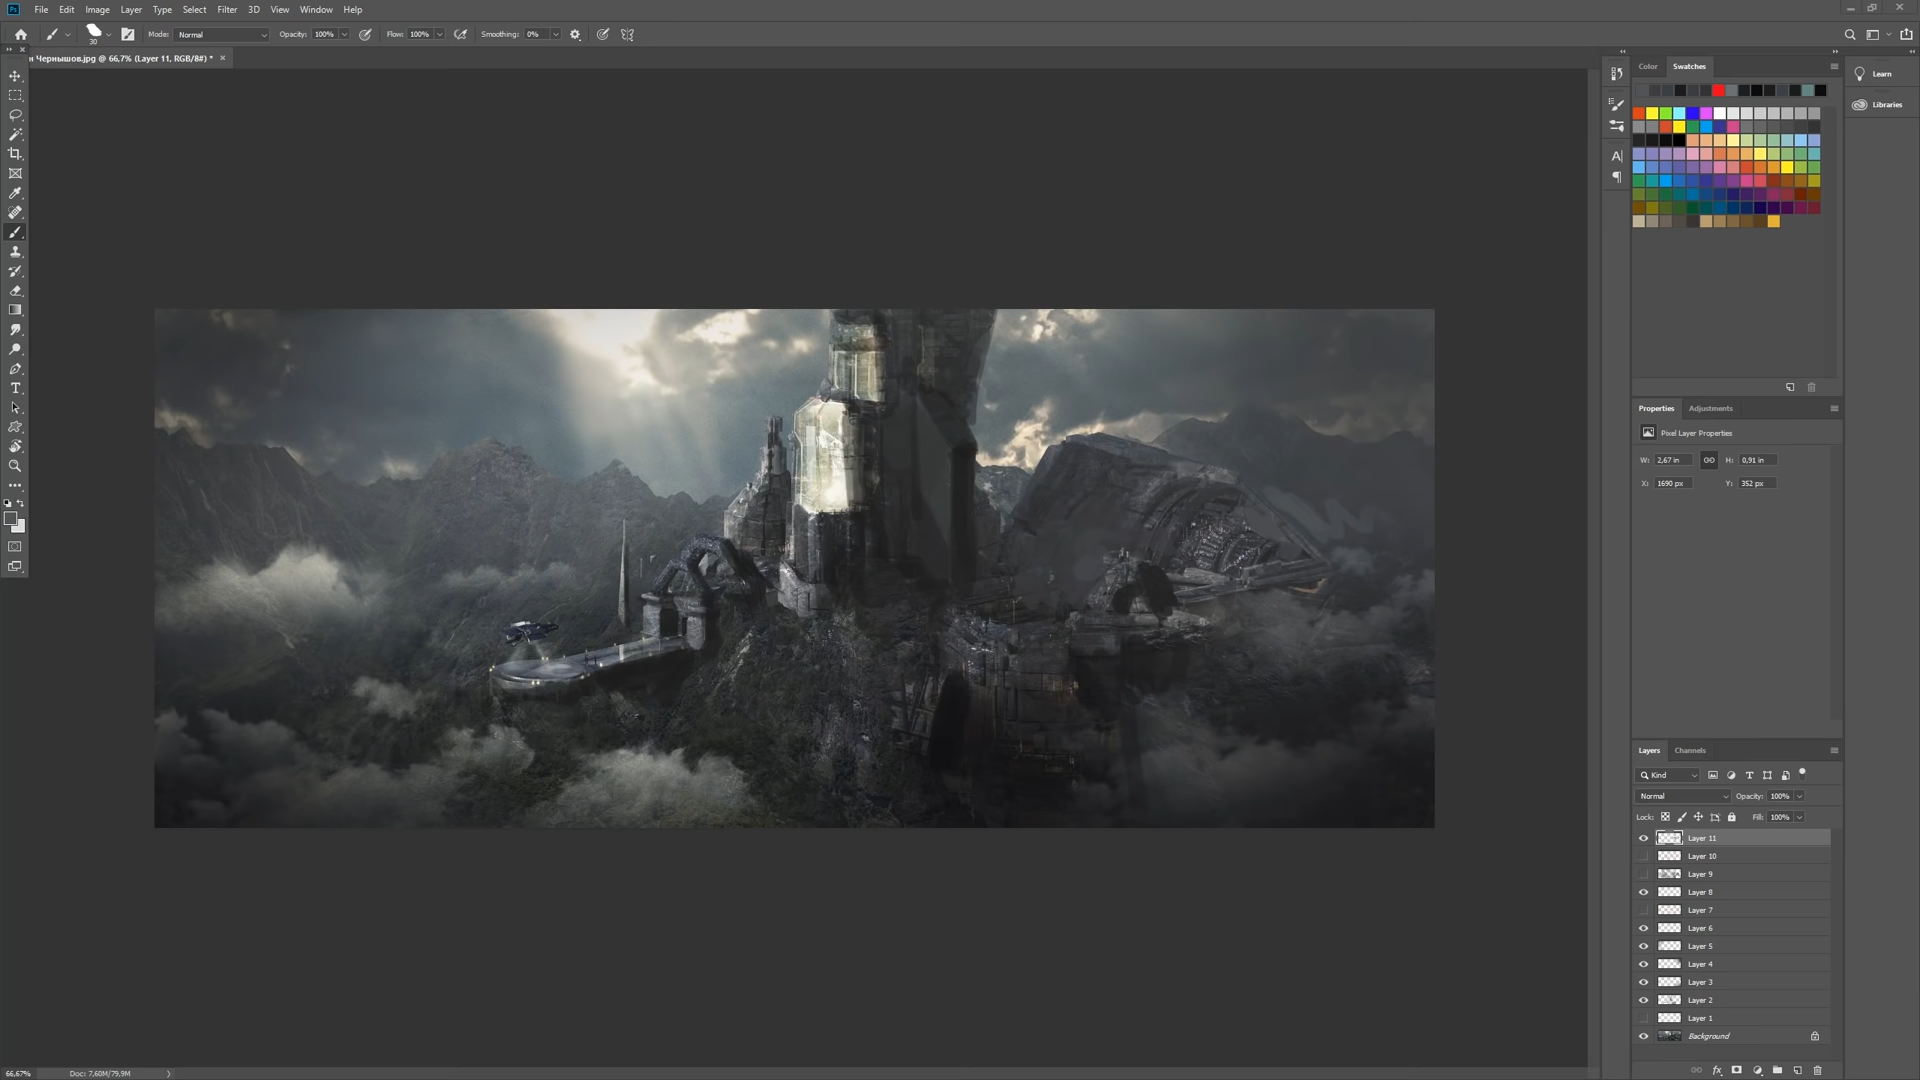 Ps File Edit Image Layer Type Select Filter 3D View Window Help
30 Mode: Normal Opacity: 100% Flow: 100% Smoothing: 0%
н Чернышов.jpg @ 66,7% (Layer 11, RGB/8#) *
Color Swatches
Learn
Libraries
Properties Adjustments
Pixel Layer Properties
W: 2,67 in H: 0,91 in
X: 1690 px Y: 352 px
Layers Channels
Kind
Normal Opacity: 100%
Lock: Fill: 100%
Layer 11
Layer 10
Layer 9
Layer 8
Layer 7
Layer 6
Layer 5
Layer 4
Layer 3
Layer 2
Layer 1
Background
66,67% Doc: 7,60M/79,9M